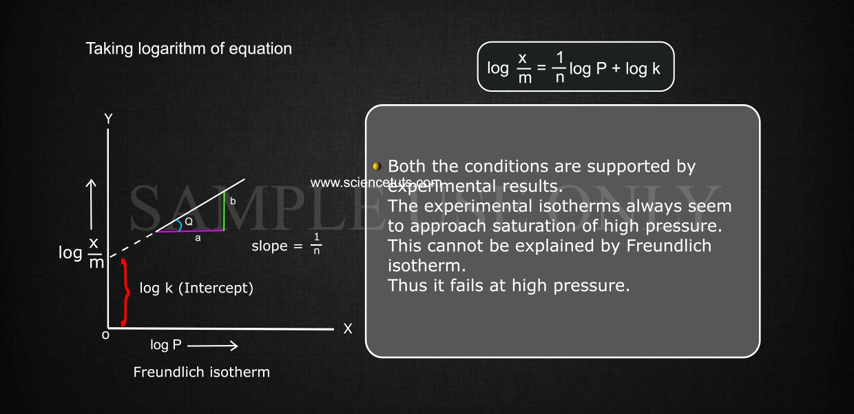 Taking logarithm of equation
log x/m = 1/n log P + log k
Y
Both the conditions are supported by
www.sciencetuts.com
experimental results.
SAMPLE USE ONLY
The experimental isotherms always seem
to approach saturation of high pressure.
This cannot be explained by Freundlich
isotherm.
Thus it fails at high pressure.
b
Q
a
slope = 1/n
log x/m
log k (Intercept)
O
X
log P
Freundlich isotherm